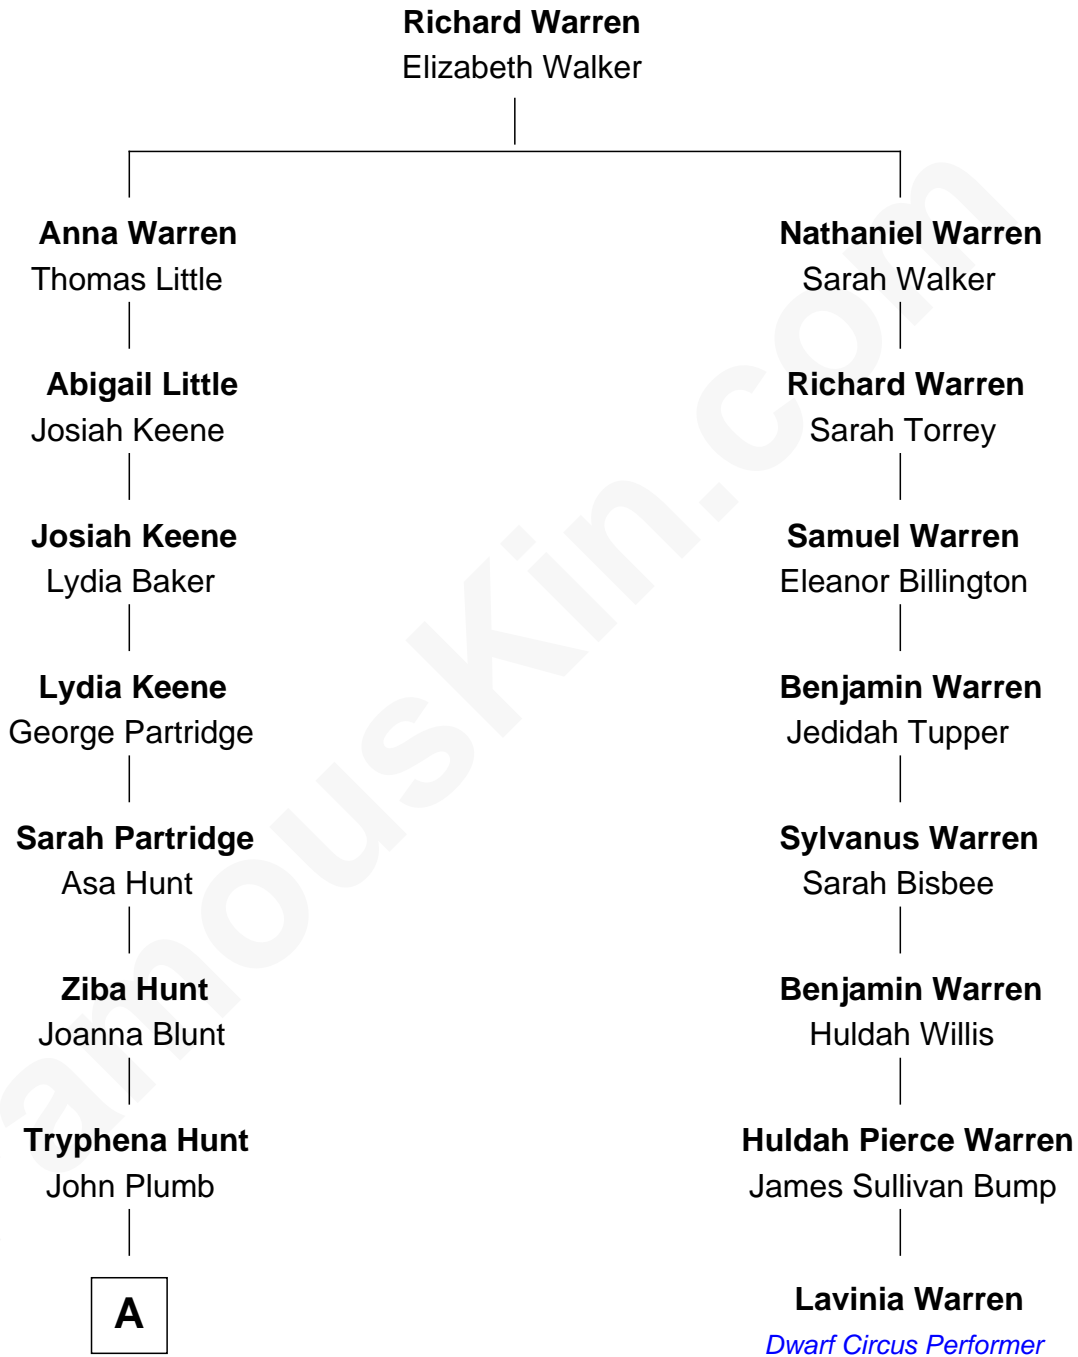 Richard Warren
Elizabeth Walker
Anna Warren
Thomas Little
Nathaniel Warren
Sarah Walker
Abigail Little
Josiah Keene
Richard Warren
Sarah Torrey
Josiah Keene
Lydia Baker
Samuel Warren
Eleanor Billington
Lydia Keene
George Partridge
Benjamin Warren
Jedidah Tupper
Sarah Partridge
Asa Hunt
Sylvanus Warren
Sarah Bisbee
Ziba Hunt
Joanna Blunt
Benjamin Warren
Huldah Willis
Tryphena Hunt
John Plumb
Huldah Pierce Warren
James Sullivan Bump
A
Lavinia Warren
Dwarf Circus Performer
amouskin.com